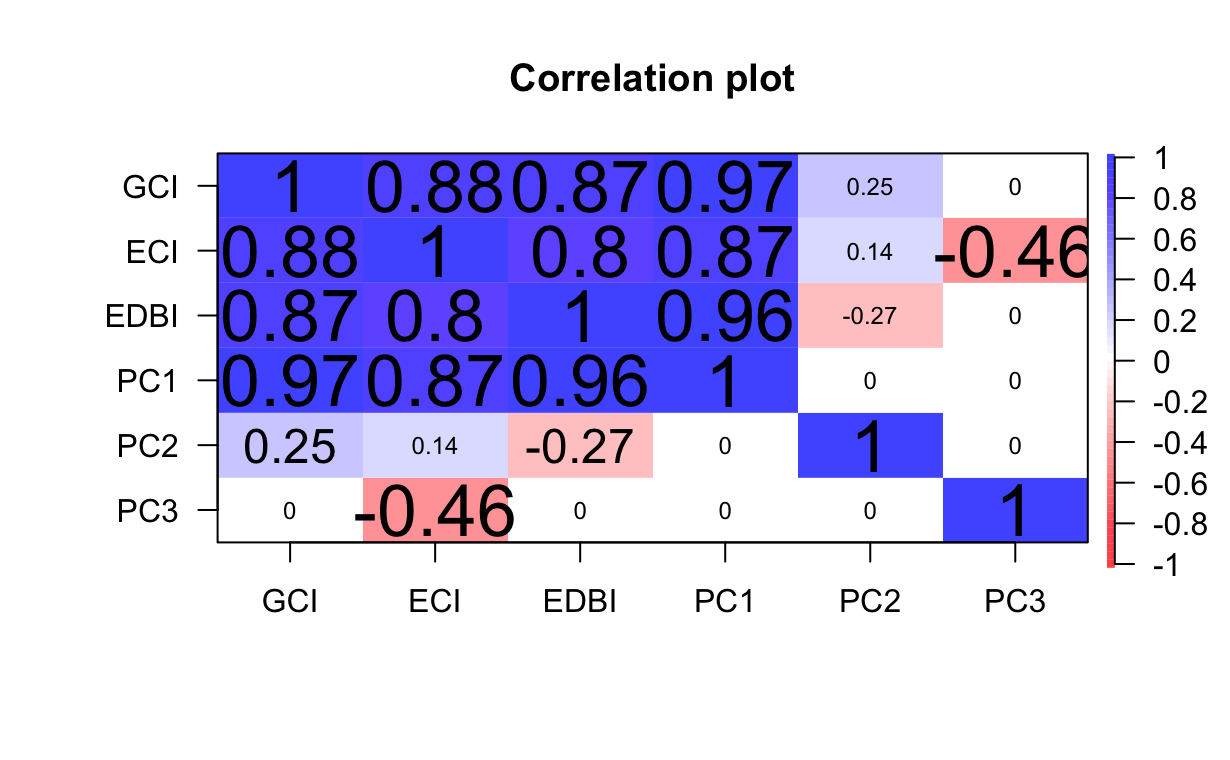 Correlation plot
GCI 1 0.88 0.87 0.97 0.25 0
ECI 0.88 1 0.8 0.87 0.14 -0.46
EDBI 0.87 0.8 1 0.96 -0.27 0
PC1 0.97 0.87 0.96 1 0 0
PC2 0.25 0.14 -0.27 0 1 0
PC3 0 -0.46 0 0 0 1
GCI ECI EDBI PC1 PC2 PC3
1
0.8
0.6
0.4
0.2
0
-0.2
-0.4
-0.6
-0.8
-1